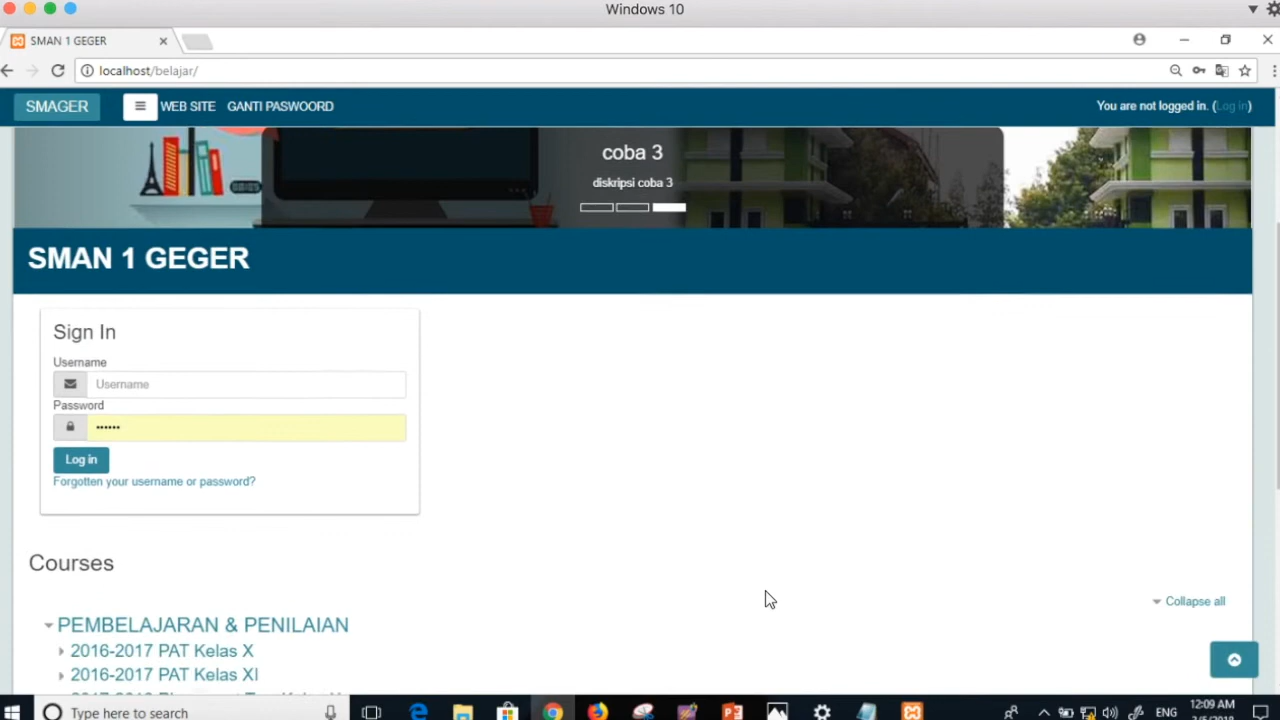 Windows 10
SMAN 1 GEGER
localhost/belajar/
SMAGER WEB SITE GANTI PASWOORD You are not logged in. (Log in)
coba 3
diskripsi coba 3
SMAN 1 GEGER
Sign In
Username
Username
Password
••••••
Log in
Forgotten your username or password?
Courses
Collapse all
PEMBELAJARAN & PENILAIAN
2016-2017 PAT Kelas X
2016-2017 PAT Kelas XI
Type here to search
ENG
12:09 AM